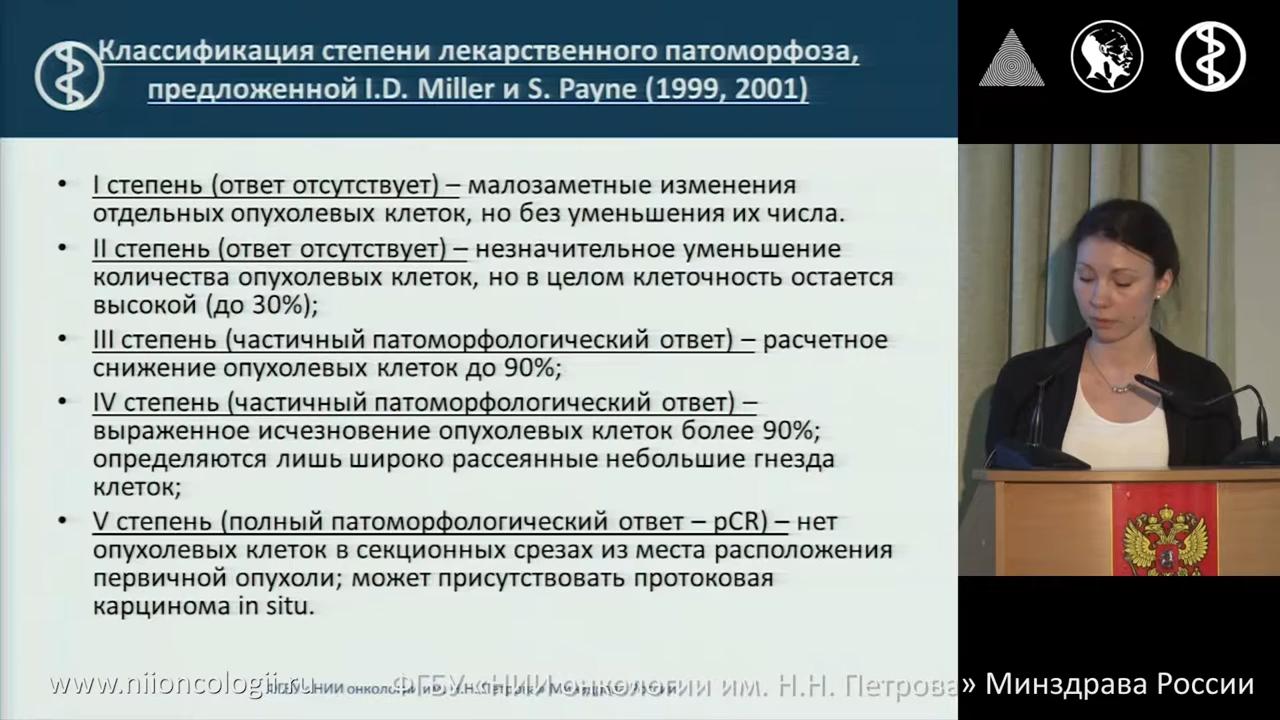 Классификация степени лекарственного патоморфоза,
предложенной I.D. Miller и S. Payne (1999, 2001)
• I степень (ответ отсутствует) – малозаметные изменения
отдельных опухолевых клеток, но без уменьшения их числа.
• II степень (ответ отсутствует) – незначительное уменьшение
количества опухолевых клеток, но в целом клеточность остается
высокой (до 30%);
• III степень (частичный патоморфологический ответ) – расчетное
снижение опухолевых клеток до 90%;
• IV степень (частичный патоморфологический ответ) –
выраженное исчезновение опухолевых клеток более 90%;
определяются лишь широко рассеянные небольшие гнезда
клеток;
• V степень (полный патоморфологический ответ – pCR) – нет
опухолевых клеток в секционных срезах из места расположения
первичной опухоли; может присутствовать протоковая
карцинома in situ.
www.niioncologii.ru
ФГБУ «НИИ онкологии им. Н.Н. Петрова» Минздрава России